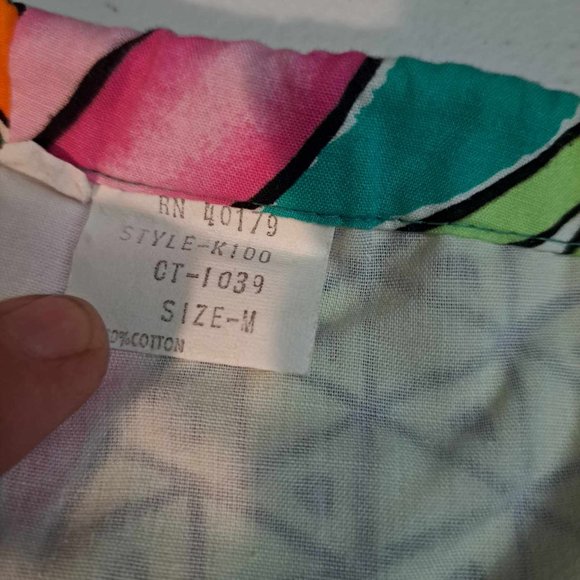 RN 40179
STYLE-K100
CT-1039
SIZE-M
0%COTTON